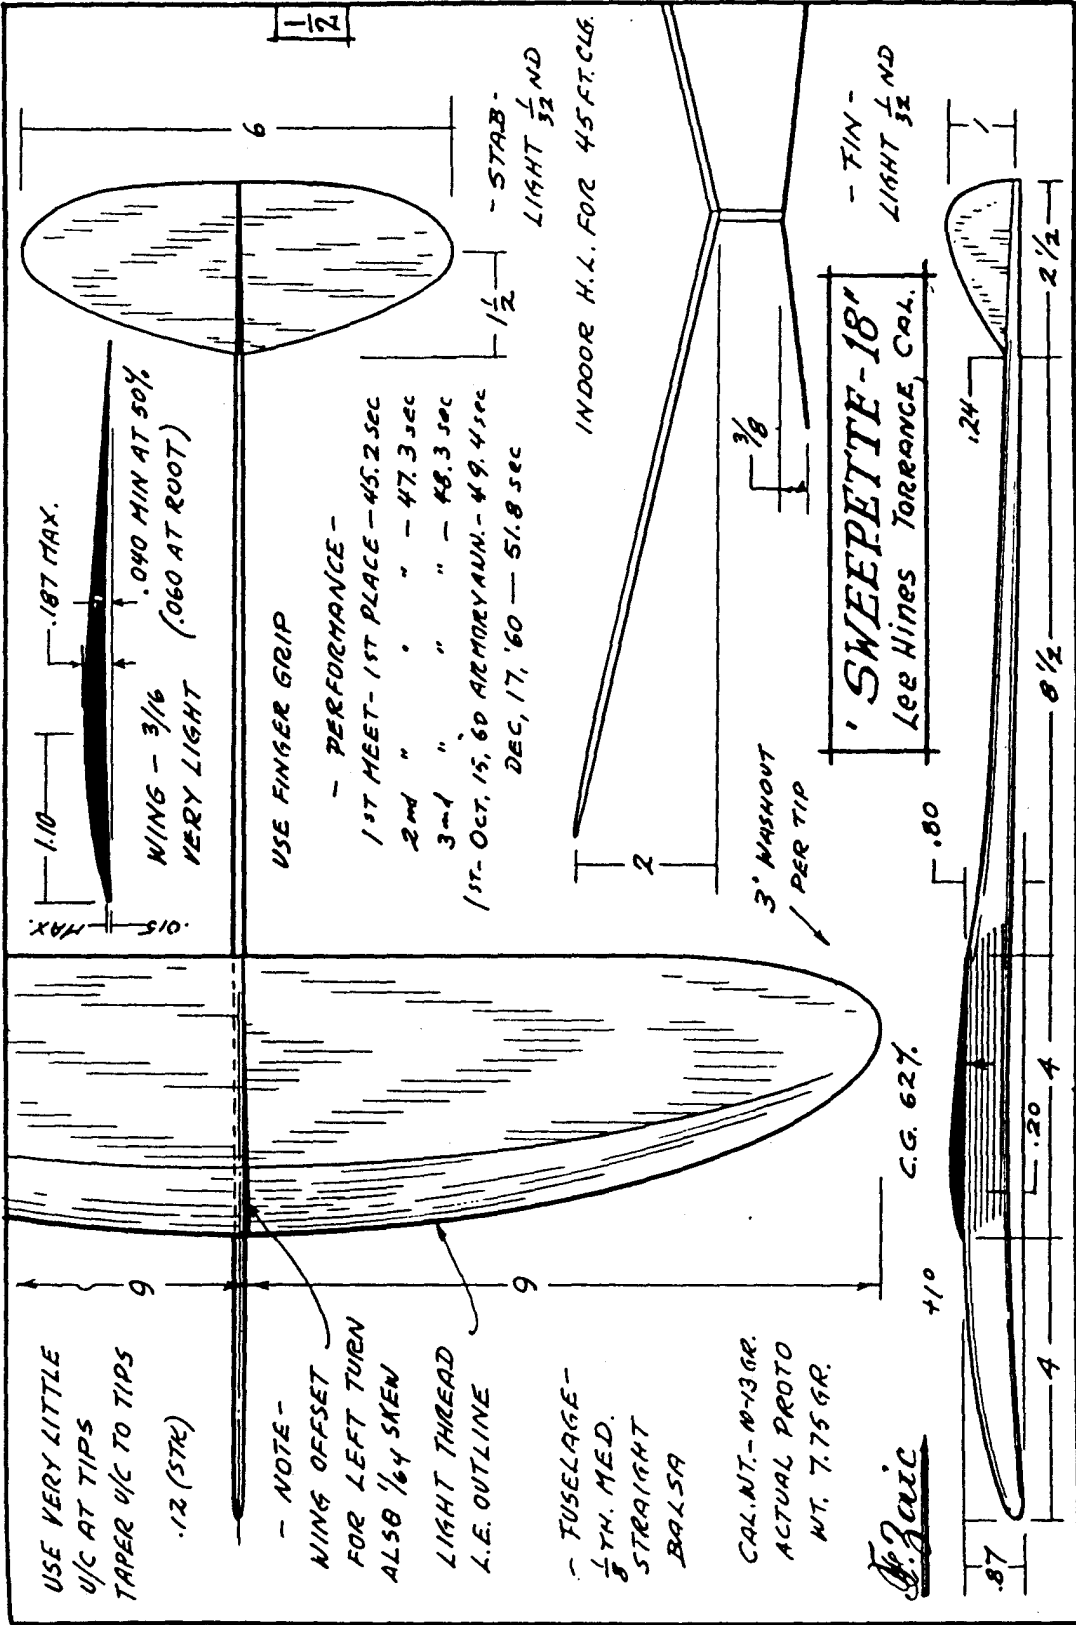 USE VERY LITTLE
U/C AT TIPS
TAPER U/C TO TIPS
.12 (STK)
9
9
- NOTE -
WING OFFSET
FOR LEFT TURN
ALSO 1/64 SKEW
LIGHT THREAD
L.E. OUTLINE
- FUSELAGE -
1/8 TH. MED.
STRAIGHT
BALSA
CAL. WT. - 10-13 GR.
ACTUAL PROTO
WT. 7.75 GR.
F. Zaic
1/2
1.10
.187 MAX.
.015
MAX.
WING - 3/16
VERY LIGHT
.040 MIN AT 50%
(.060 AT ROOT)
6
USE FINGER GRIP
- PERFORMANCE -
1ST MEET - 1ST PLACE - 45.2 sec
2nd " " - 47.3 sec
3rd " " - 48.3 sec
1ST - OCT. 15, 60 ARMORY ANN. - 49.4 sec
DEC, 17, '60 - 51.8 sec
1 1/2
- STAB -
LIGHT 1/32 ND
INDOOR H.L. FOR 45 FT. CLG.
2
3/8
3° WASHOUT
PER TIP
- FIN -
LIGHT 1/32 ND
'SWEEPETTE - 18"
Lee Hines TORRANCE, CAL.
C.G. 62%
+1°
.80
.24
1
.87
.20
4
4
8 1/2
2 1/2